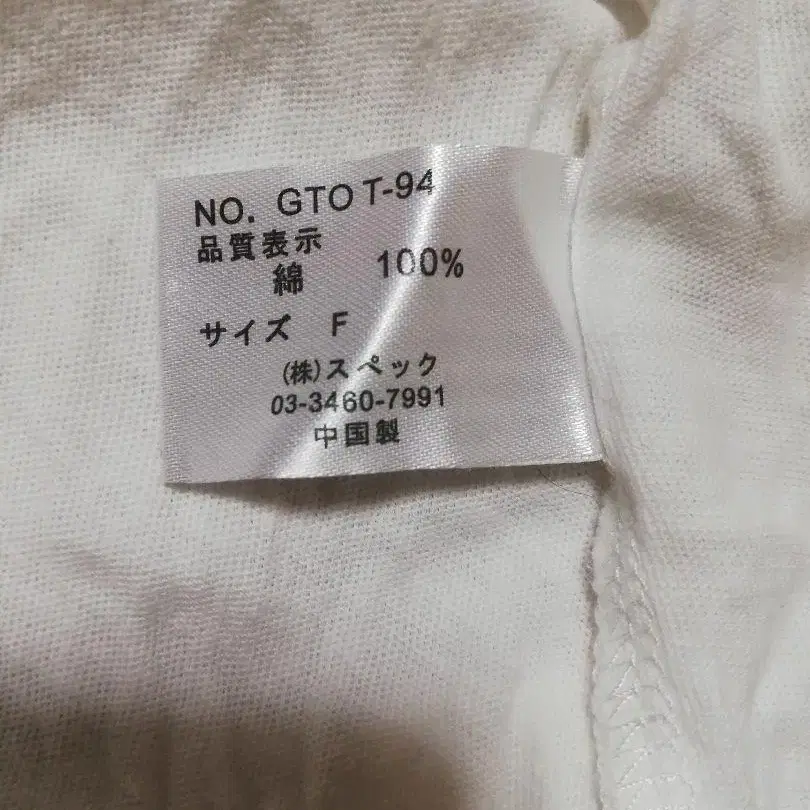 NO. GTO T-94
品質表示
綿 100%
サイズ F
(株)スペック
03-3460-7991
中国製